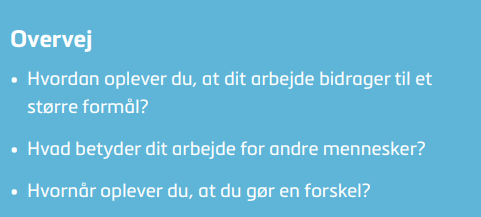 Overvej
• Hvordan oplever du, at dit arbejde bidrager til et
større formål?
• Hvad betyder dit arbejde for andre mennesker?
• Hvornår oplever du, at du gør en forskel?